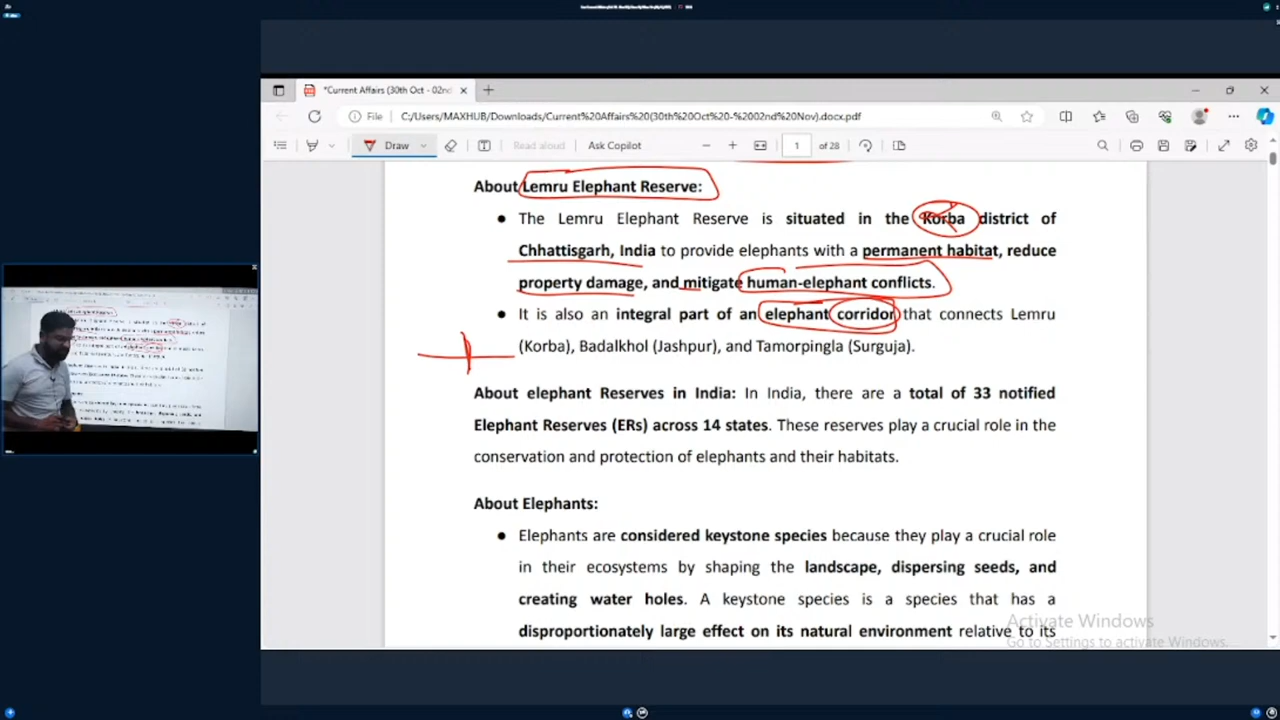 *Current Affairs (30th Oct - 02nd
File
C:/Users/MAXHUB/Downloads/Current%20Affairs%20(30th%20Oct%20-%2002nd%20Nov).docx.pdf
Draw
Read aloud
Ask Copilot
1
of 28
About Lemru Elephant Reserve:
● The Lemru Elephant Reserve is situated in the Korba district of
Chhattisgarh, India to provide elephants with a permanent habitat, reduce
property damage, and mitigate human-elephant conflicts.
● It is also an integral part of an elephant corridor that connects Lemru
(Korba), Badalkhol (Jashpur), and Tamorpingla (Surguja).
About elephant Reserves in India: In India, there are a total of 33 notified
Elephant Reserves (ERs) across 14 states. These reserves play a crucial role in the
conservation and protection of elephants and their habitats.
About Elephants:
● Elephants are considered keystone species because they play a crucial role
in their ecosystems by shaping the landscape, dispersing seeds, and
creating water holes. A keystone species is a species that has a
disproportionately large effect on its natural environment relative to its
Activate Windows
Go to Settings to activate Windows.